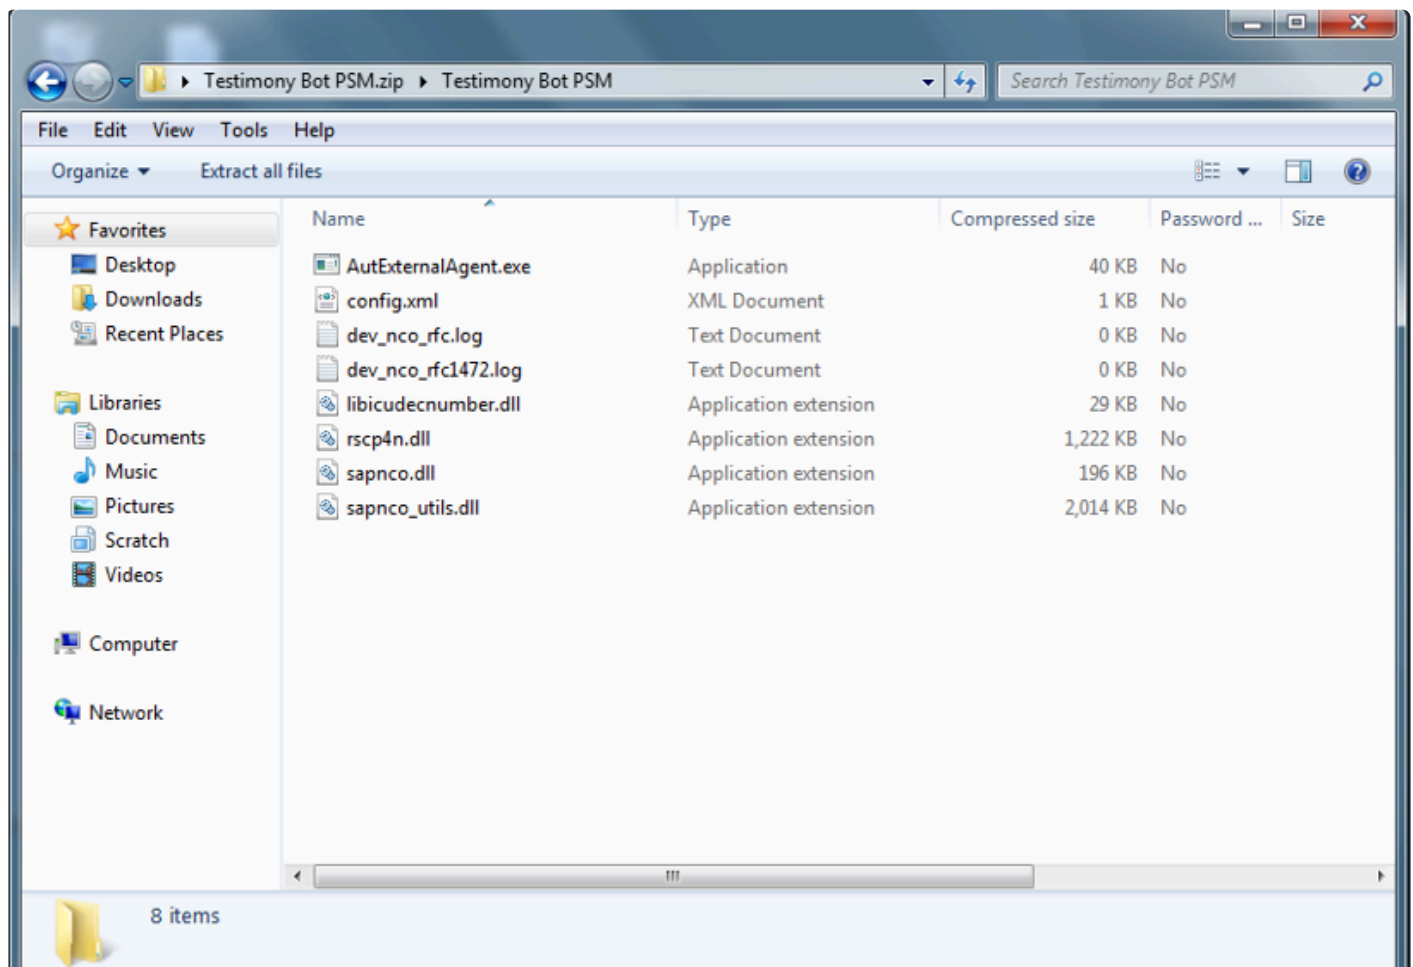 Testimony Bot PSM.zip Testimony Bot PSM Search Testimony Bot PSM
File Edit View Tools Help
Organize Extract all files
Name Type Compressed size Password ... Size
Favorites
Desktop
Downloads
Recent Places
Libraries
Documents
Music
Pictures
Scratch
Videos
Computer
Network
AutExternalAgent.exe Application 40 KB No
config.xml XML Document 1 KB No
dev_nco_rfc.log Text Document 0 KB No
dev_nco_rfc1472.log Text Document 0 KB No
libicudecnumber.dll Application extension 29 KB No
rscp4n.dll Application extension 1,222 KB No
sapnco.dll Application extension 196 KB No
sapnco_utils.dll Application extension 2,014 KB No
8 items